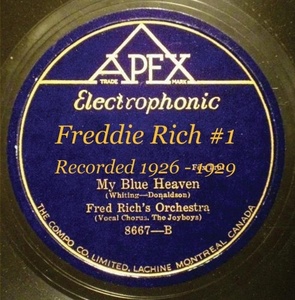 APEX
TRADE MARK
Electrophonic
Freddie Rich #1
Recorded 1926 - 1929
My Blue Heaven
(Whiting—Donaldson)
Fred Rich's Orchestra
(Vocal Chorus. The Joyboys)
8667—B
THE COMPO CO. LIMITED, LACHINE MONTREAL CANADA